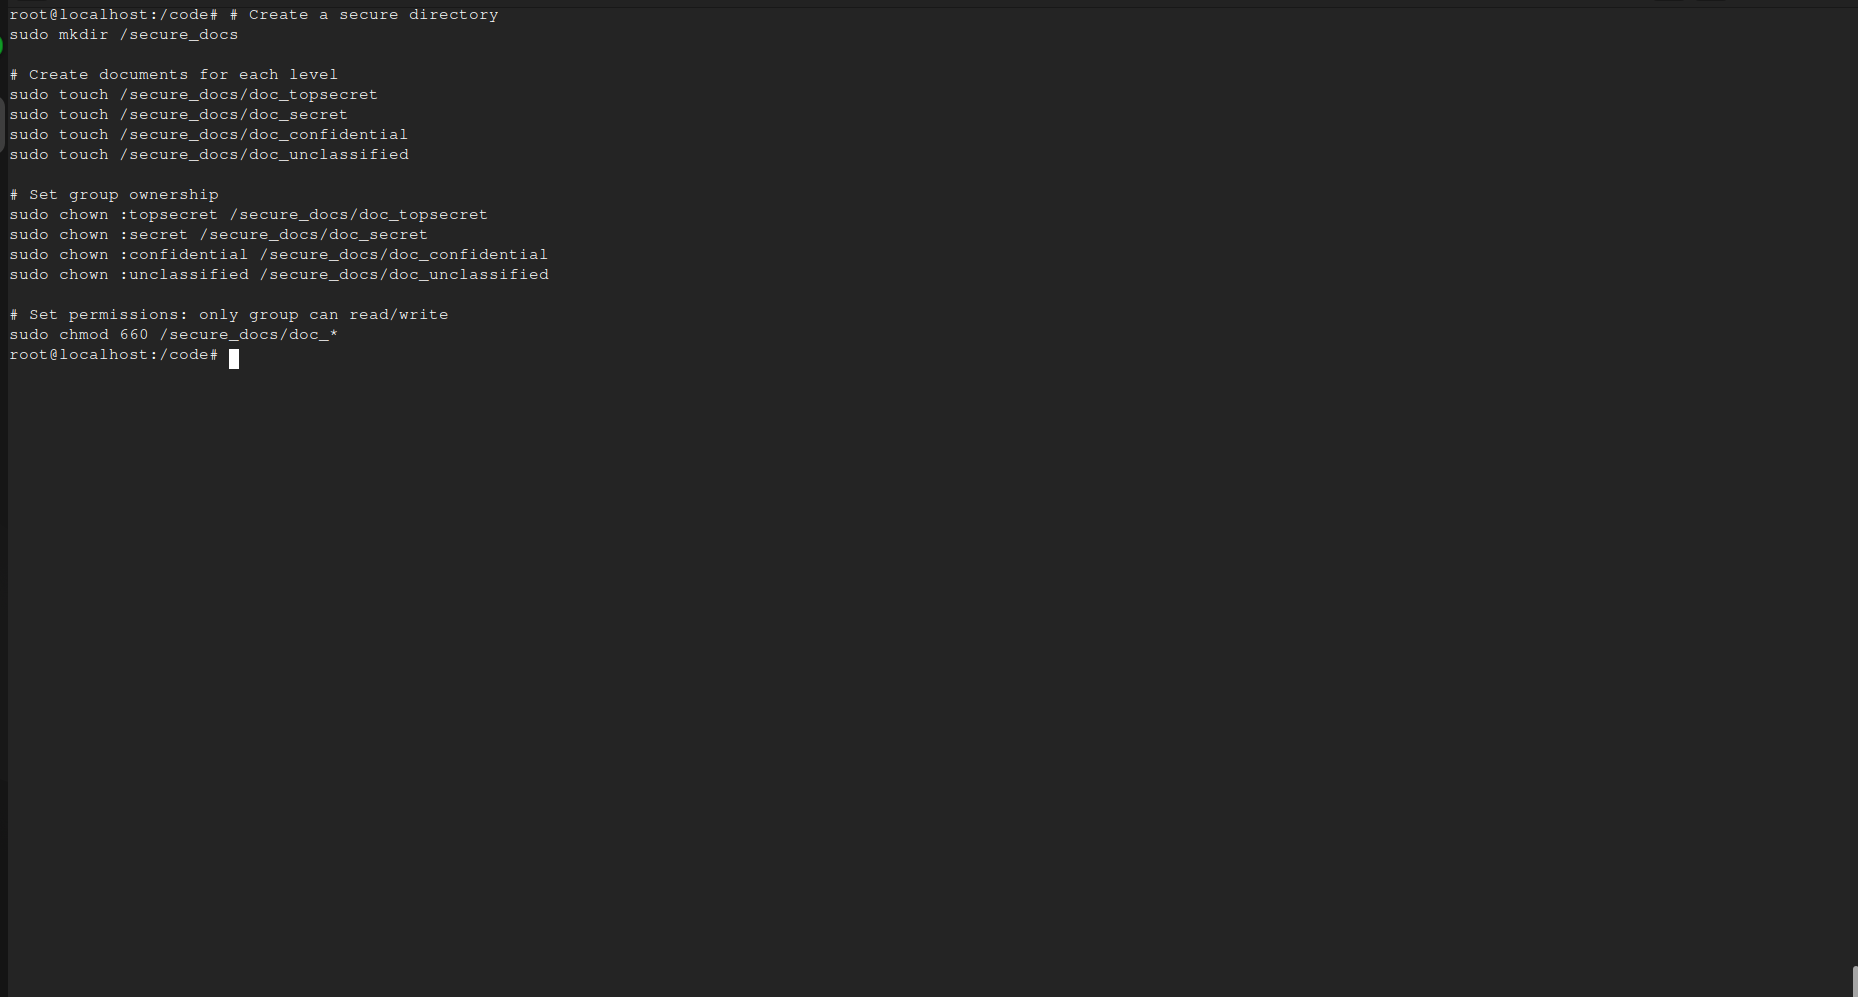 root@localhost:/code# # Create a secure directory
sudo mkdir /secure_docs
# Create documents for each level
sudo touch /secure_docs/doc_topsecret
sudo touch /secure_docs/doc_secret
sudo touch /secure_docs/doc_confidential
sudo touch /secure_docs/doc_unclassified
# Set group ownership
sudo chown :topsecret /secure_docs/doc_topsecret
sudo chown :secret /secure_docs/doc_secret
sudo chown :confidential /secure_docs/doc_confidential
sudo chown :unclassified /secure_docs/doc_unclassified
# Set permissions: only group can read/write
sudo chmod 660 /secure_docs/doc_*
root@localhost:/code#